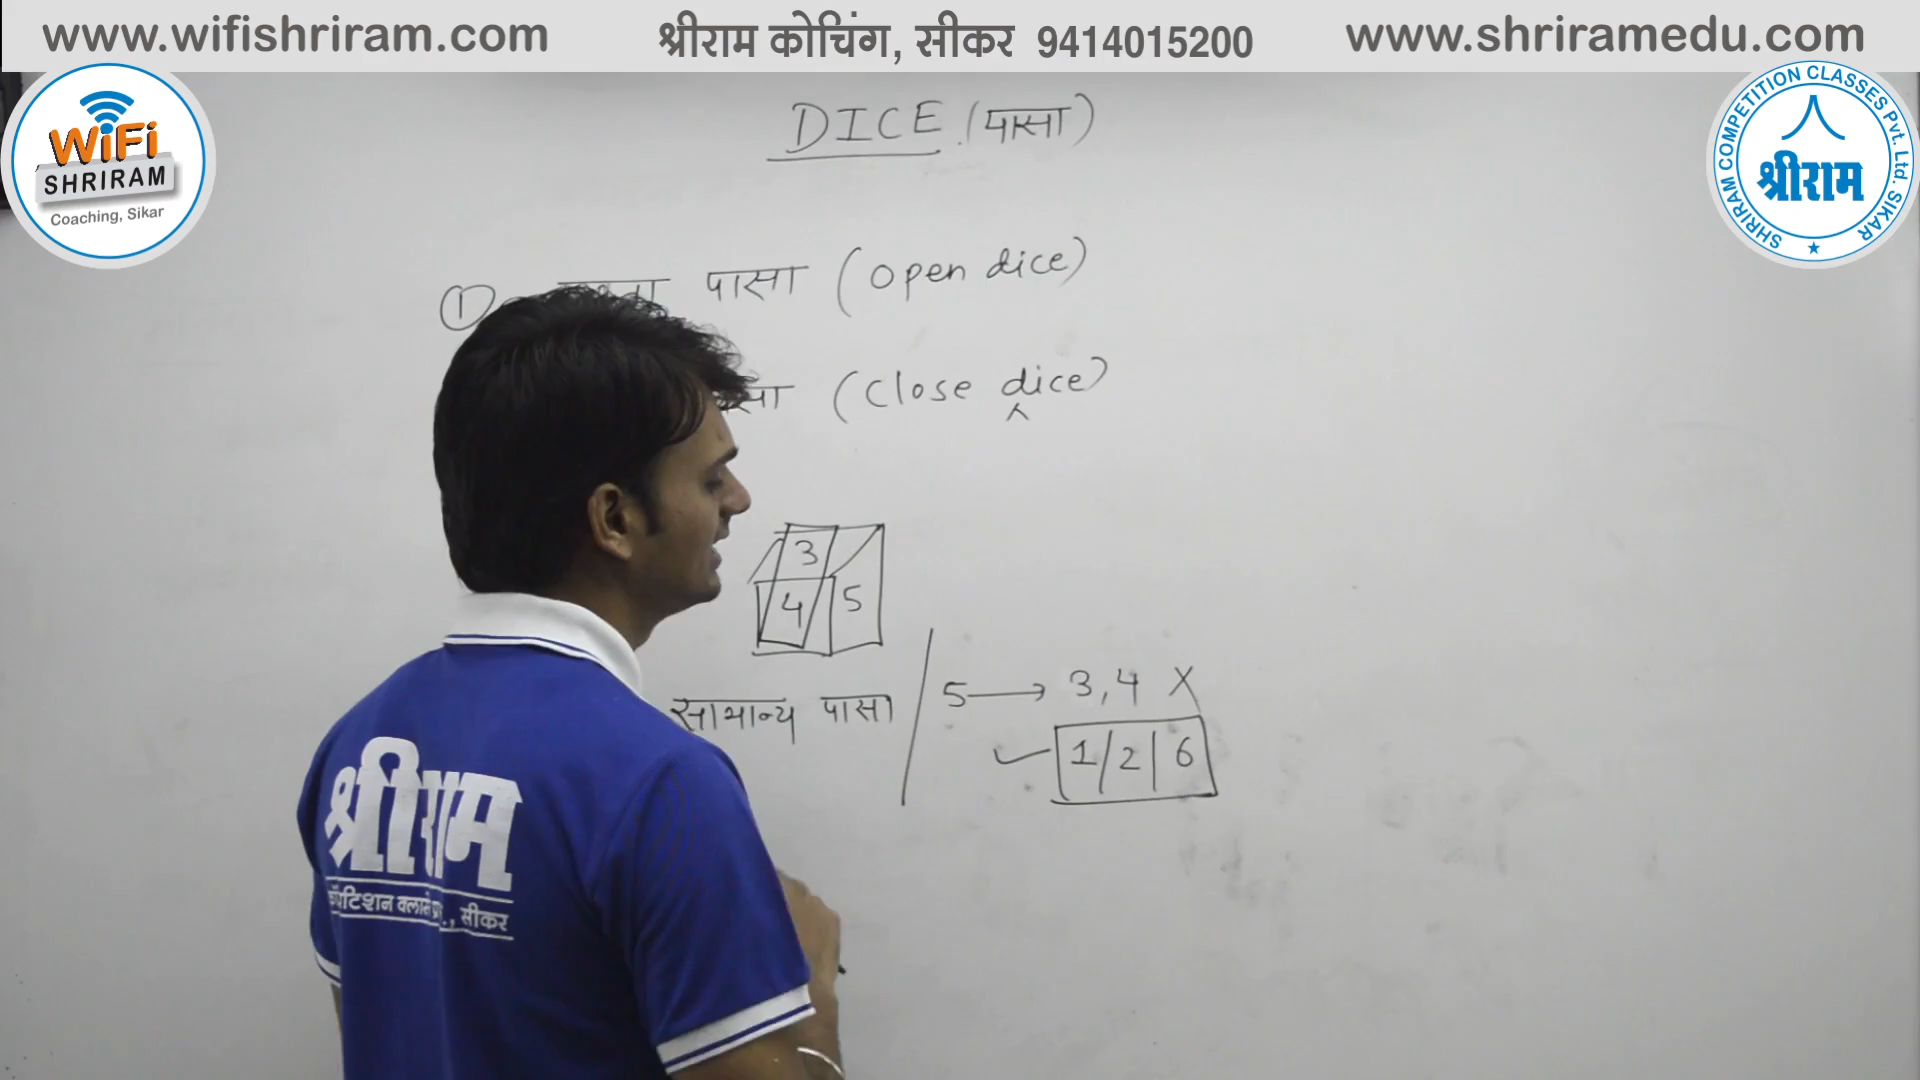 www.wifishriram.com
श्रीराम कोचिंग, सीकर 9414015200
www.shriramedu.com
WiFi
SHRIRAM
Coaching, Sikar
SHRIRAM COMPETITION CLASSES Pvt. Ltd. SIKAR
श्रीराम
DICE (पासा)
① पासा (open dice)
(close dice)
3
4 5
सामान्य पासा
5 → 3,4 X
✓ 1/2/6
श्रीराम
, सीकर